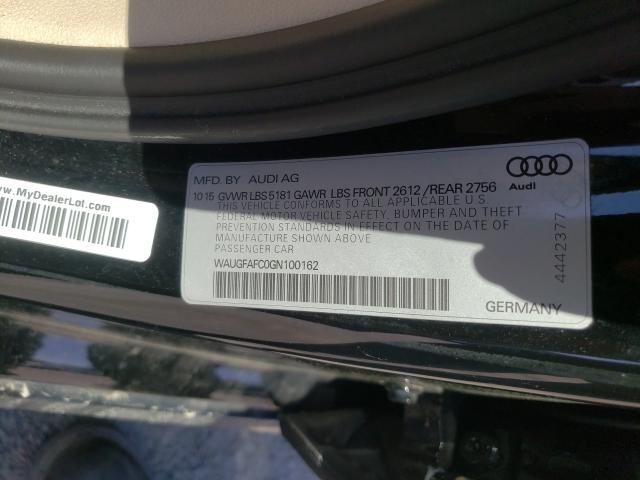 MFD. BY AUDI AG
10 15 GVWR LBS 5181 GAWR LBS FRONT 2612 /REAR 2756
THIS VEHICLE CONFORMS TO ALL APPLICABLE U.S.
FEDERAL MOTOR VEHICLE SAFETY, BUMPER AND THEFT
PREVENTION STANDARDS IN EFFECT ON THE DATE OF
MANUFACTURE SHOWN ABOVE
PASSENGER CAR
WAUGFAFC0GN100162
GERMANY
Audi
4442377
www.MyDealerLot.com